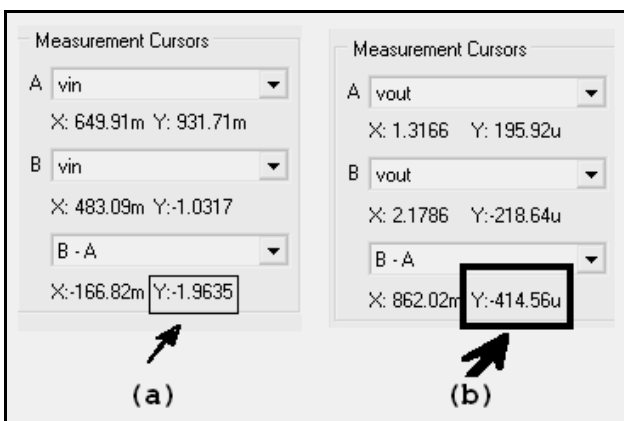 Measurement Cursors
A vin
X: 649.91m Y: 931.71m
B vin
X: 483.09m Y:-1.0317
B - A
X:-166.82m Y:-1.9635
(a)
Measurement Cursors
A vout
X: 1.3166 Y: 195.92u
B vout
X: 2.1786 Y:-218.64u
B - A
X: 862.02m Y:-414.56u
(b)